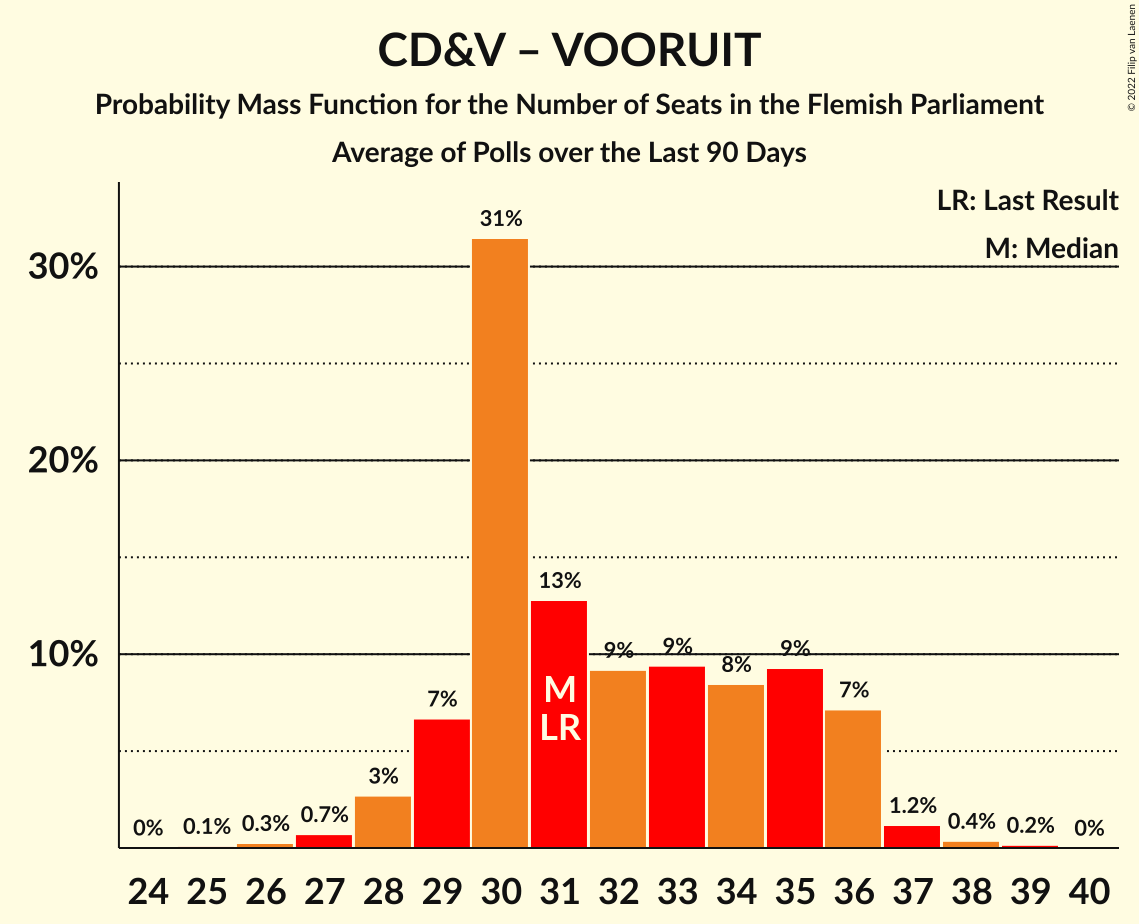 CD&V – VOORUIT
Probability Mass Function for the Number of Seats in the Flemish Parliament
Average of Polls over the Last 90 Days
© 2022 Filip van Laenen
LR: Last Result
M: Median
30%
20%
10%
0%
0.1%
0.3%
0.7%
3%
7%
31%
13%
9%
9%
8%
9%
7%
1.2%
0.4%
0.2%
0%
M
LR
24 25 26 27 28 29 30 31 32 33 34 35 36 37 38 39 40